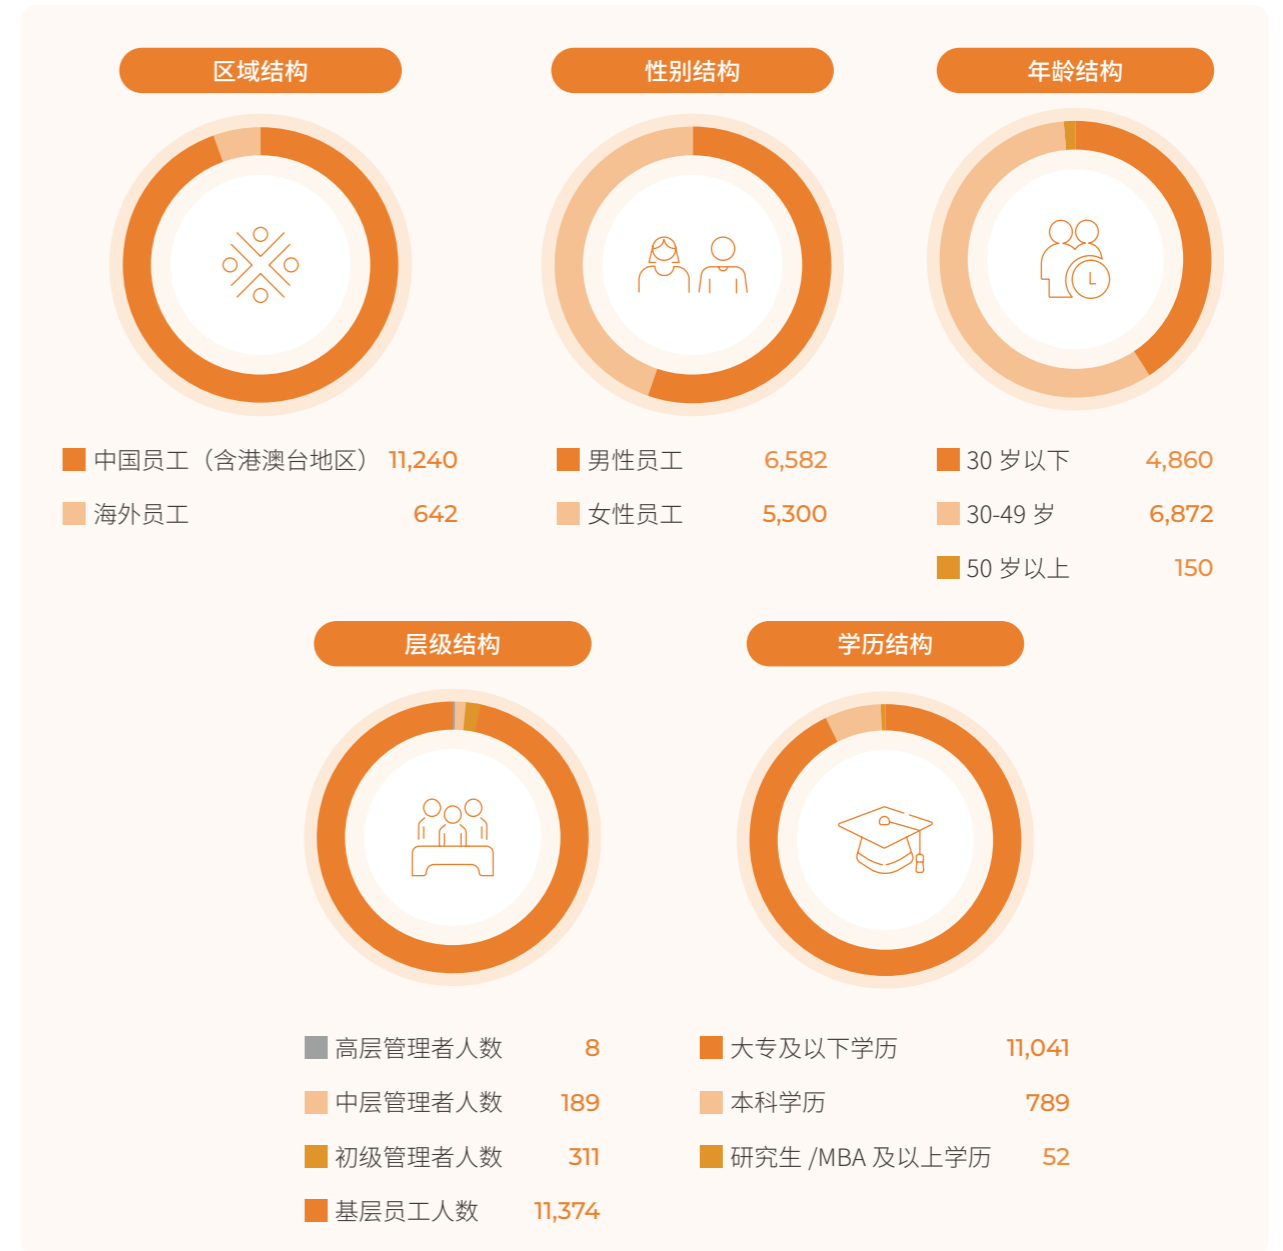 区域结构
中国员工（含港澳台地区） 11,240
海外员工 642
性别结构
男性员工 6,582
女性员工 5,300
年龄结构
30 岁以下 4,860
30-49 岁 6,872
50 岁以上 150
层级结构
高层管理者人数 8
中层管理者人数 189
初级管理者人数 311
基层员工人数 11,374
学历结构
大专及以下学历 11,041
本科学历 789
研究生 /MBA 及以上学历 52